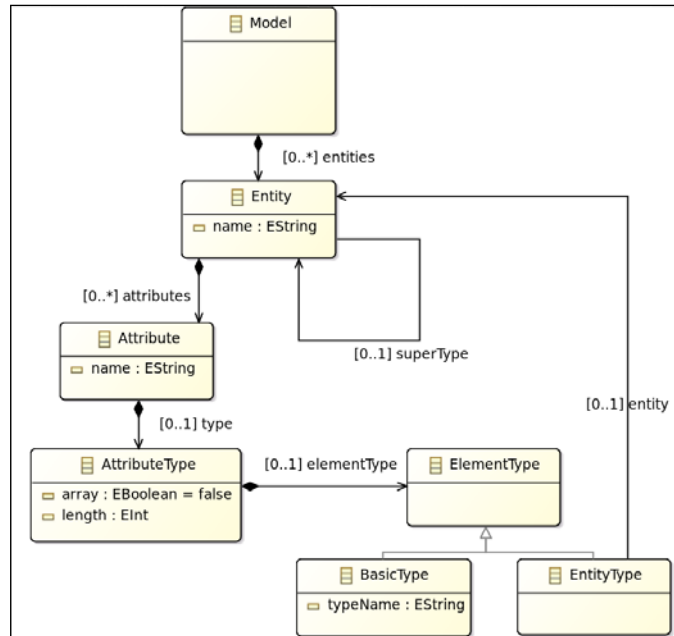 Model
[0..*] entities
Entity
name : EString
[0..*] attributes
[0..1] superType
Attribute
name : EString
[0..1] entity
[0..1] type
AttributeType
array : EBoolean = false
length : EInt
[0..1] elementType
ElementType
BasicType
typeName : EString
EntityType